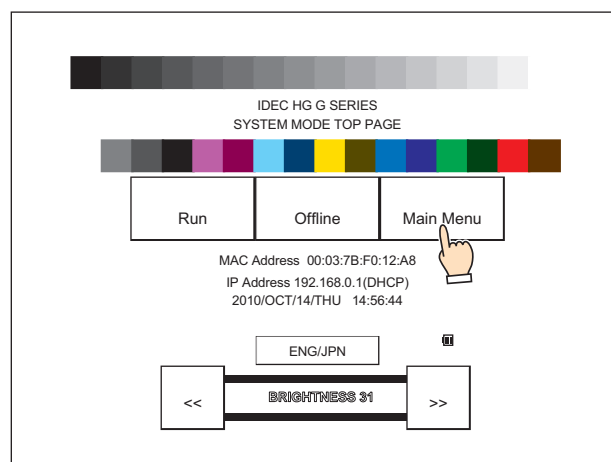 IDEC HG G SERIES
SYSTEM MODE TOP PAGE
Run Offline Main Menu
MAC Address 00:03:7B:F0:12:A8
IP Address 192.168.0.1(DHCP)
2010/OCT/14/THU 14:56:44
ENG/JPN
<< BRIGHTNESS 31 >>